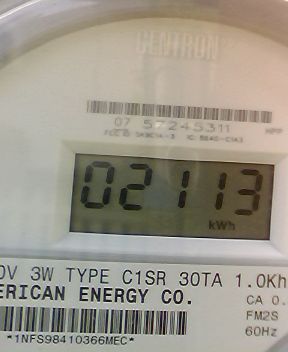 CENTRON
07 57245311
HPP
02113
kWh
0V 3W TYPE C1SR 30TA 1.0Kh
ERICAN ENERGY CO.
CA 0.
FM2S
60Hz
*1NFS98410366MEC*